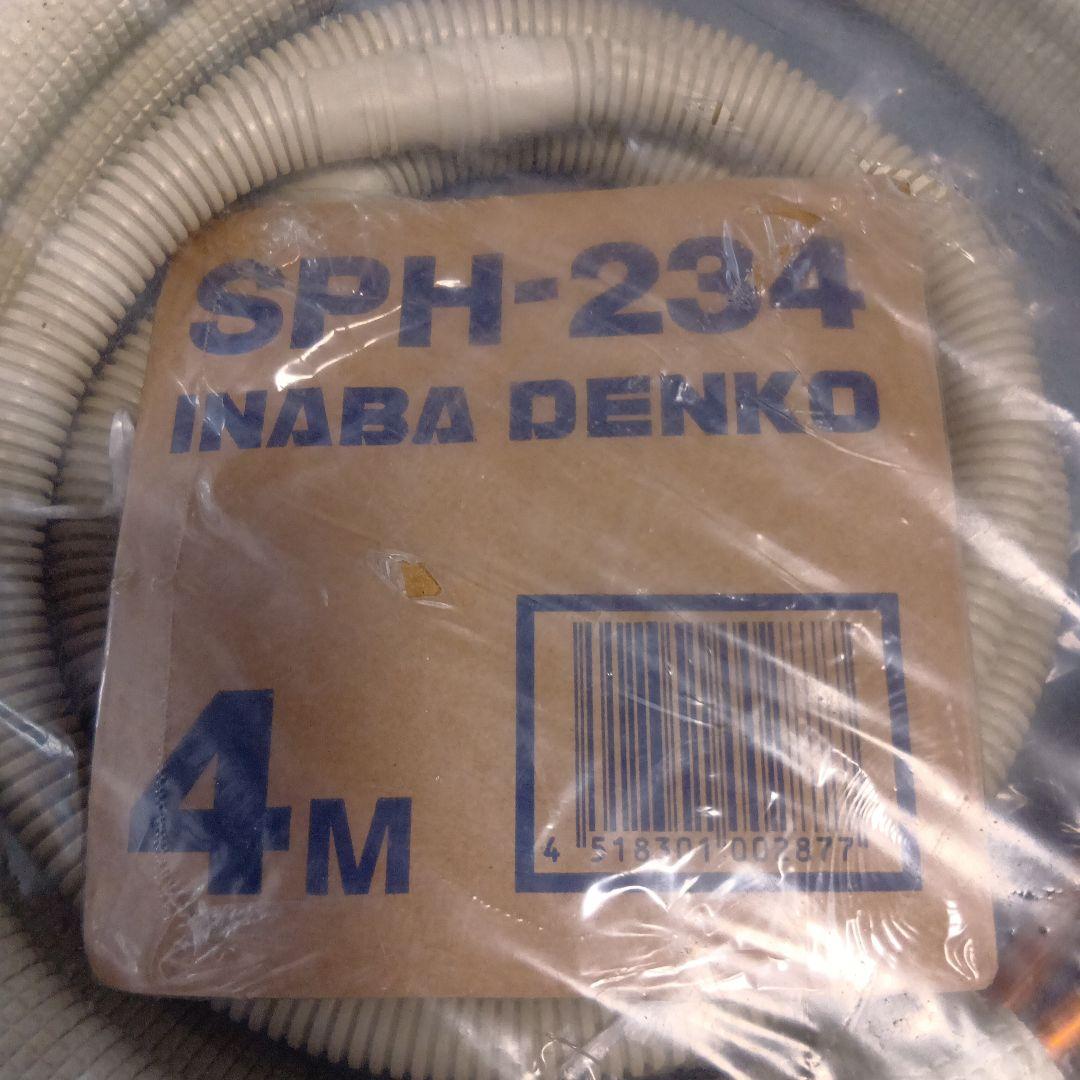 SPH-234
INABA DENKO
4M
4 518301 002877